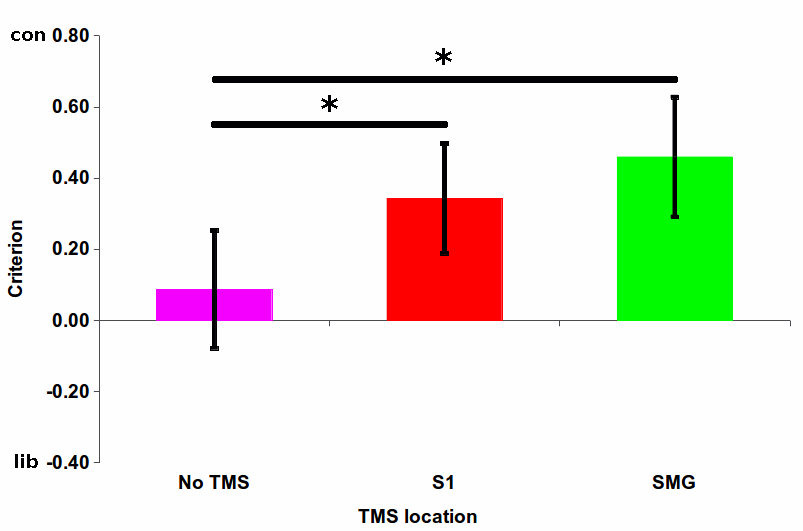 con 0.80
*
0.60
*
0.40
0.20
Criterion
0.00
-0.20
lib -0.40
No TMS S1 SMG
TMS location